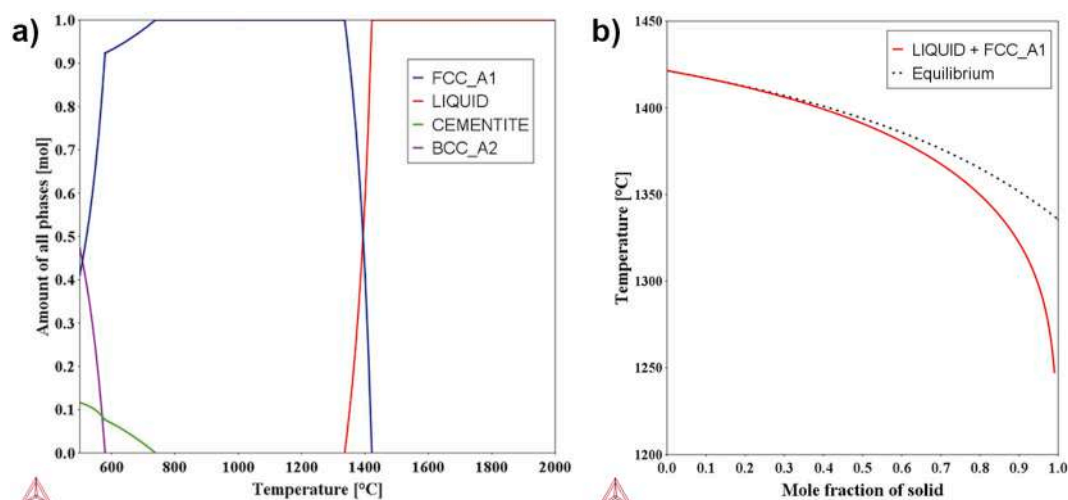 a)
Amount of all phases [mol]
1.0
0.9
0.8
0.7
0.6
0.5
0.4
0.3
0.2
0.1
0.0
600 800 1000 1200 1400 1600 1800 2000
Temperature [°C]
FCC_A1
LIQUID
CEMENTITE
BCC_A2
b)
Temperature [°C]
1450
1400
1350
1300
1250
1200
0.0 0.1 0.2 0.3 0.4 0.5 0.6 0.7 0.8 0.9 1.0
Mole fraction of solid
LIQUID + FCC_A1
Equilibrium